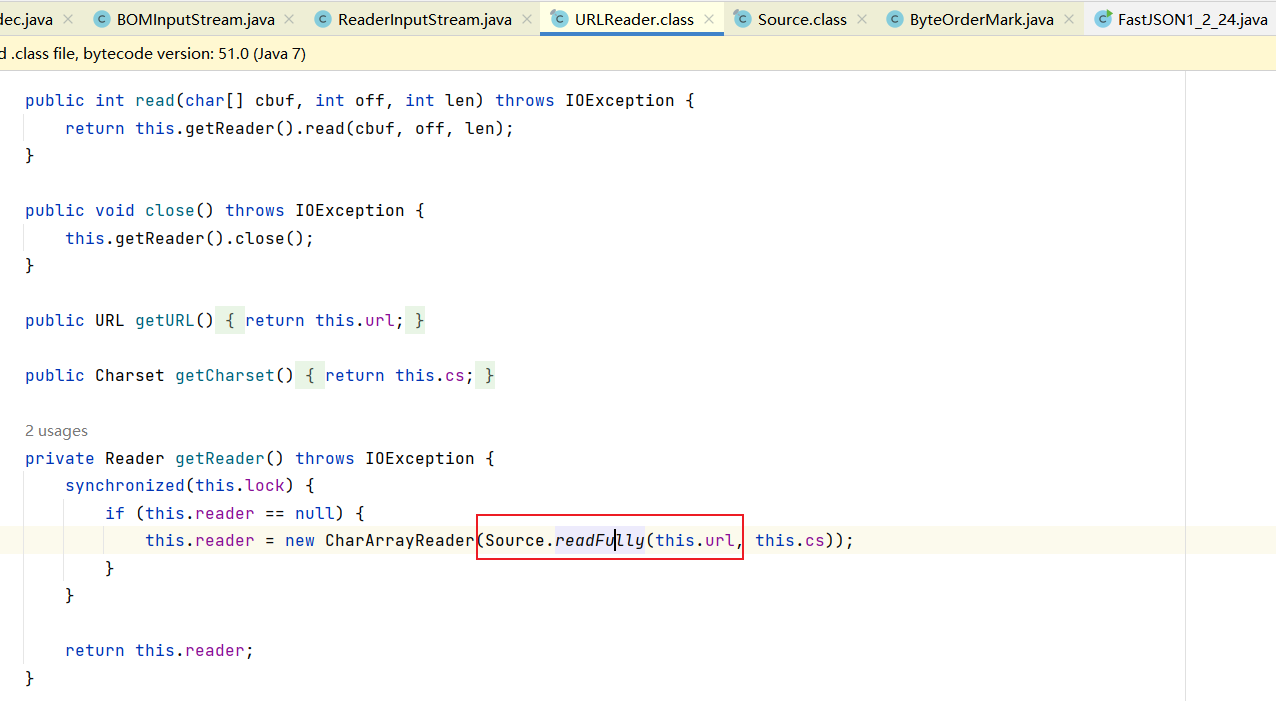 dec.java BOMInputStream.java ReaderInputStream.java URLReader.class Source.class ByteOrderMark.java FastJSON1_2_24.java
d .class file, bytecode version: 51.0 (Java 7)
public int read(char[] cbuf, int off, int len) throws IOException {
return this.getReader().read(cbuf, off, len);
}
public void close() throws IOException {
this.getReader().close();
}
public URL getURL() { return this.url; }
public Charset getCharset() { return this.cs; }
2 usages
private Reader getReader() throws IOException {
synchronized(this.lock) {
if (this.reader == null) {
this.reader = new CharArrayReader(Source.readFully(this.url, this.cs));
}
}
return this.reader;
}